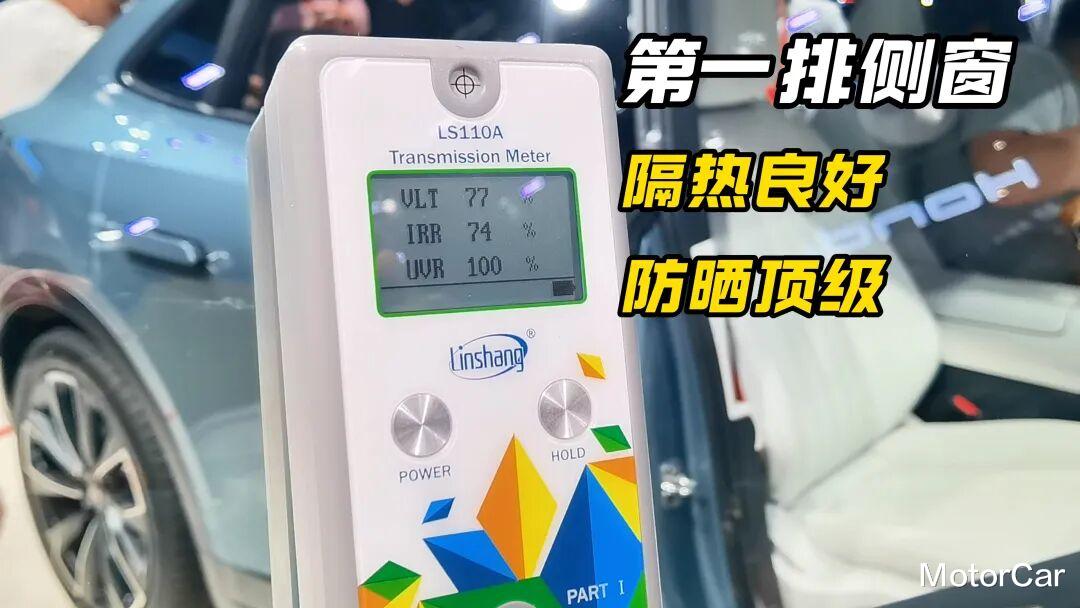 第一排侧窗
隔热良好
防晒顶级
LS110A
Transmission Meter
VLT 77 %
IRR 74 %
UVR 100 %
Linshang®
POWER
HOLD
PART I
MotorCar